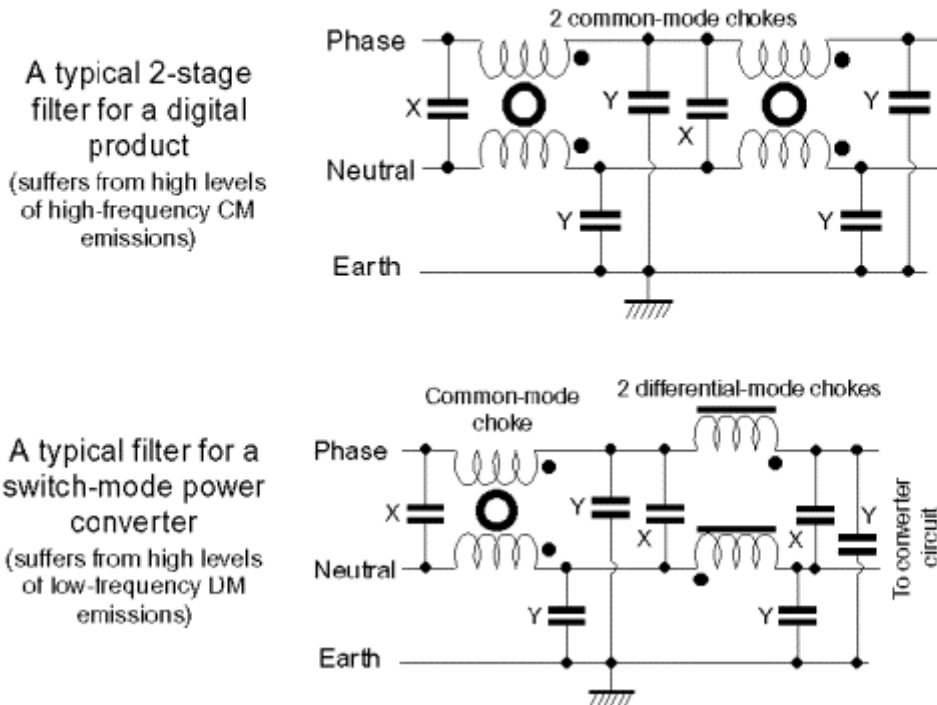 A typical 2-stage
filter for a digital
product
(suffers from high levels
of high-frequency CM
emissions)
2 common-mode chokes
Phase
X
Y
X
Y
Neutral
Y
Y
Earth
A typical filter for a
switch-mode power
converter
(suffers from high levels
of low-frequency DM
emissions)
Common-mode
choke
2 differential-mode chokes
Phase
X
Y
X
X
Y
Neutral
Y
Y
Earth
To converter
circuit